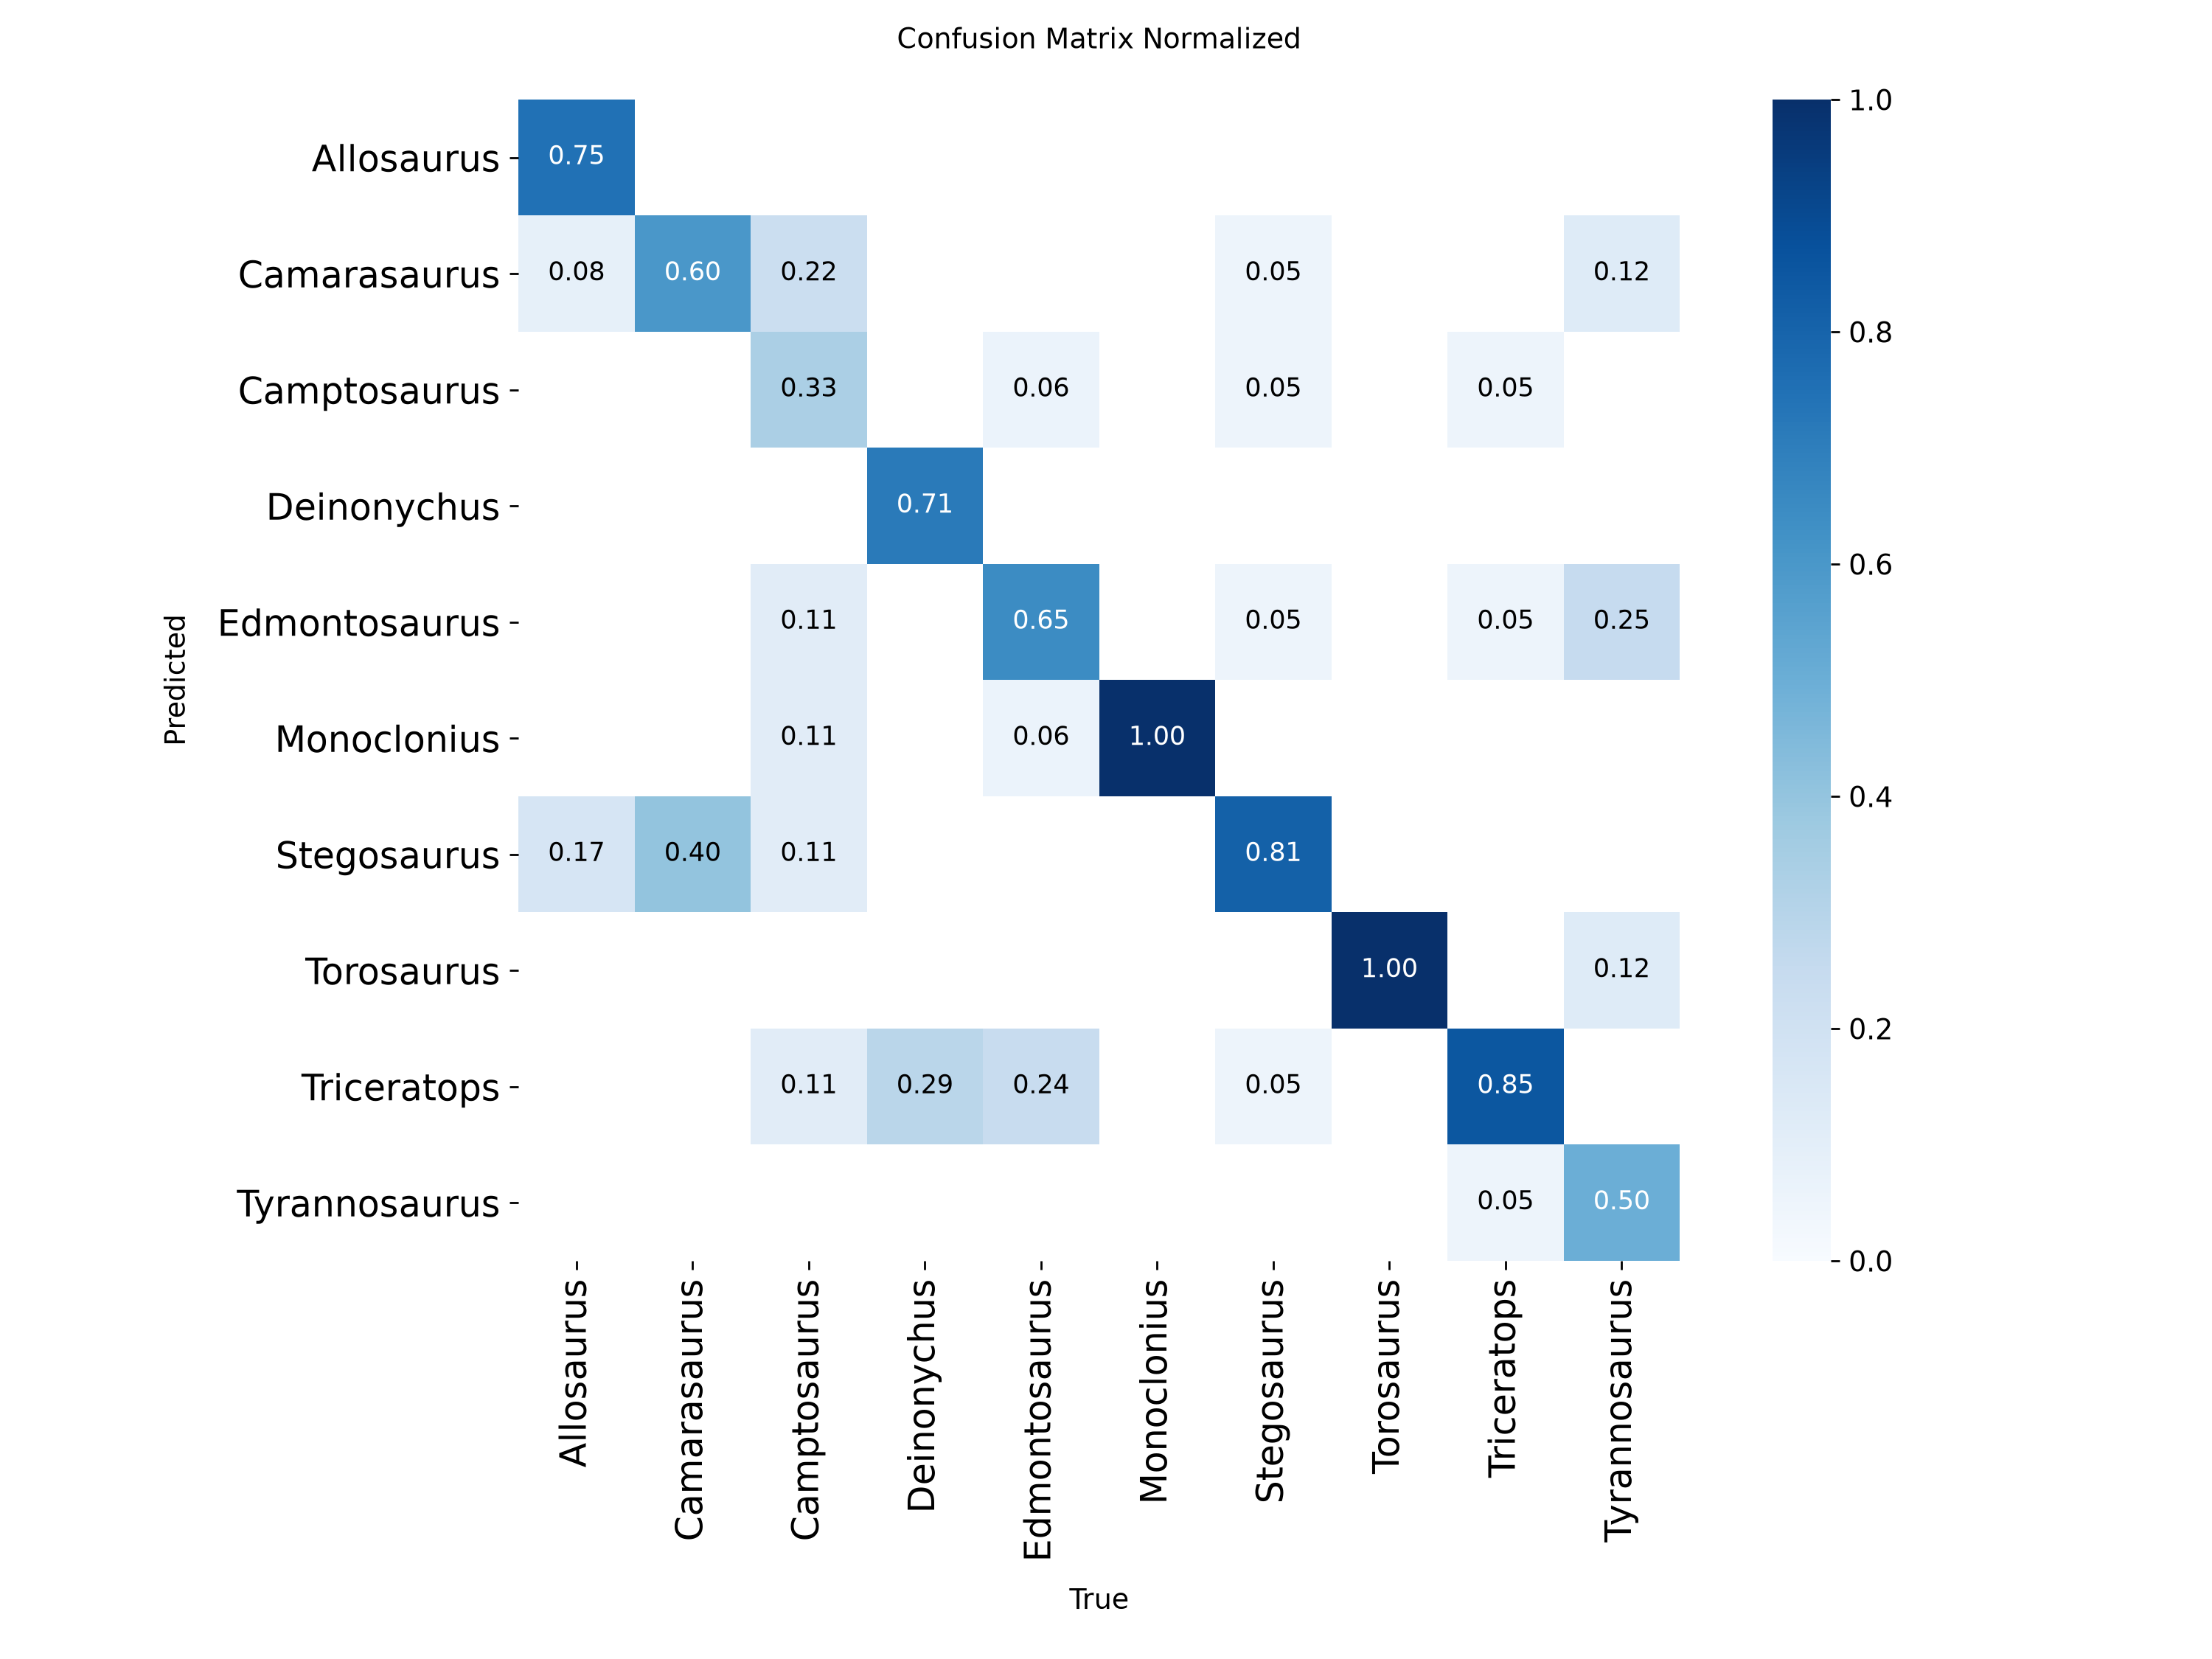 Confusion Matrix Normalized
Allosaurus 0.75
Camarasaurus 0.08 0.60 0.22 0.05 0.12
Camptosaurus 0.33 0.06 0.05 0.05
Deinonychus 0.71
Edmontosaurus 0.11 0.65 0.05 0.05 0.25
Monoclonius 0.11 0.06 1.00
Stegosaurus 0.17 0.40 0.11 0.81
Torosaurus 1.00 0.12
Triceratops 0.11 0.29 0.24 0.05 0.85
Tyrannosaurus 0.05 0.50
Predicted
Allosaurus
Camarasaurus
Camptosaurus
Deinonychus
Edmontosaurus
Monoclonius
Stegosaurus
Torosaurus
Triceratops
Tyrannosaurus
True
1.0
0.8
0.6
0.4
0.2
0.0